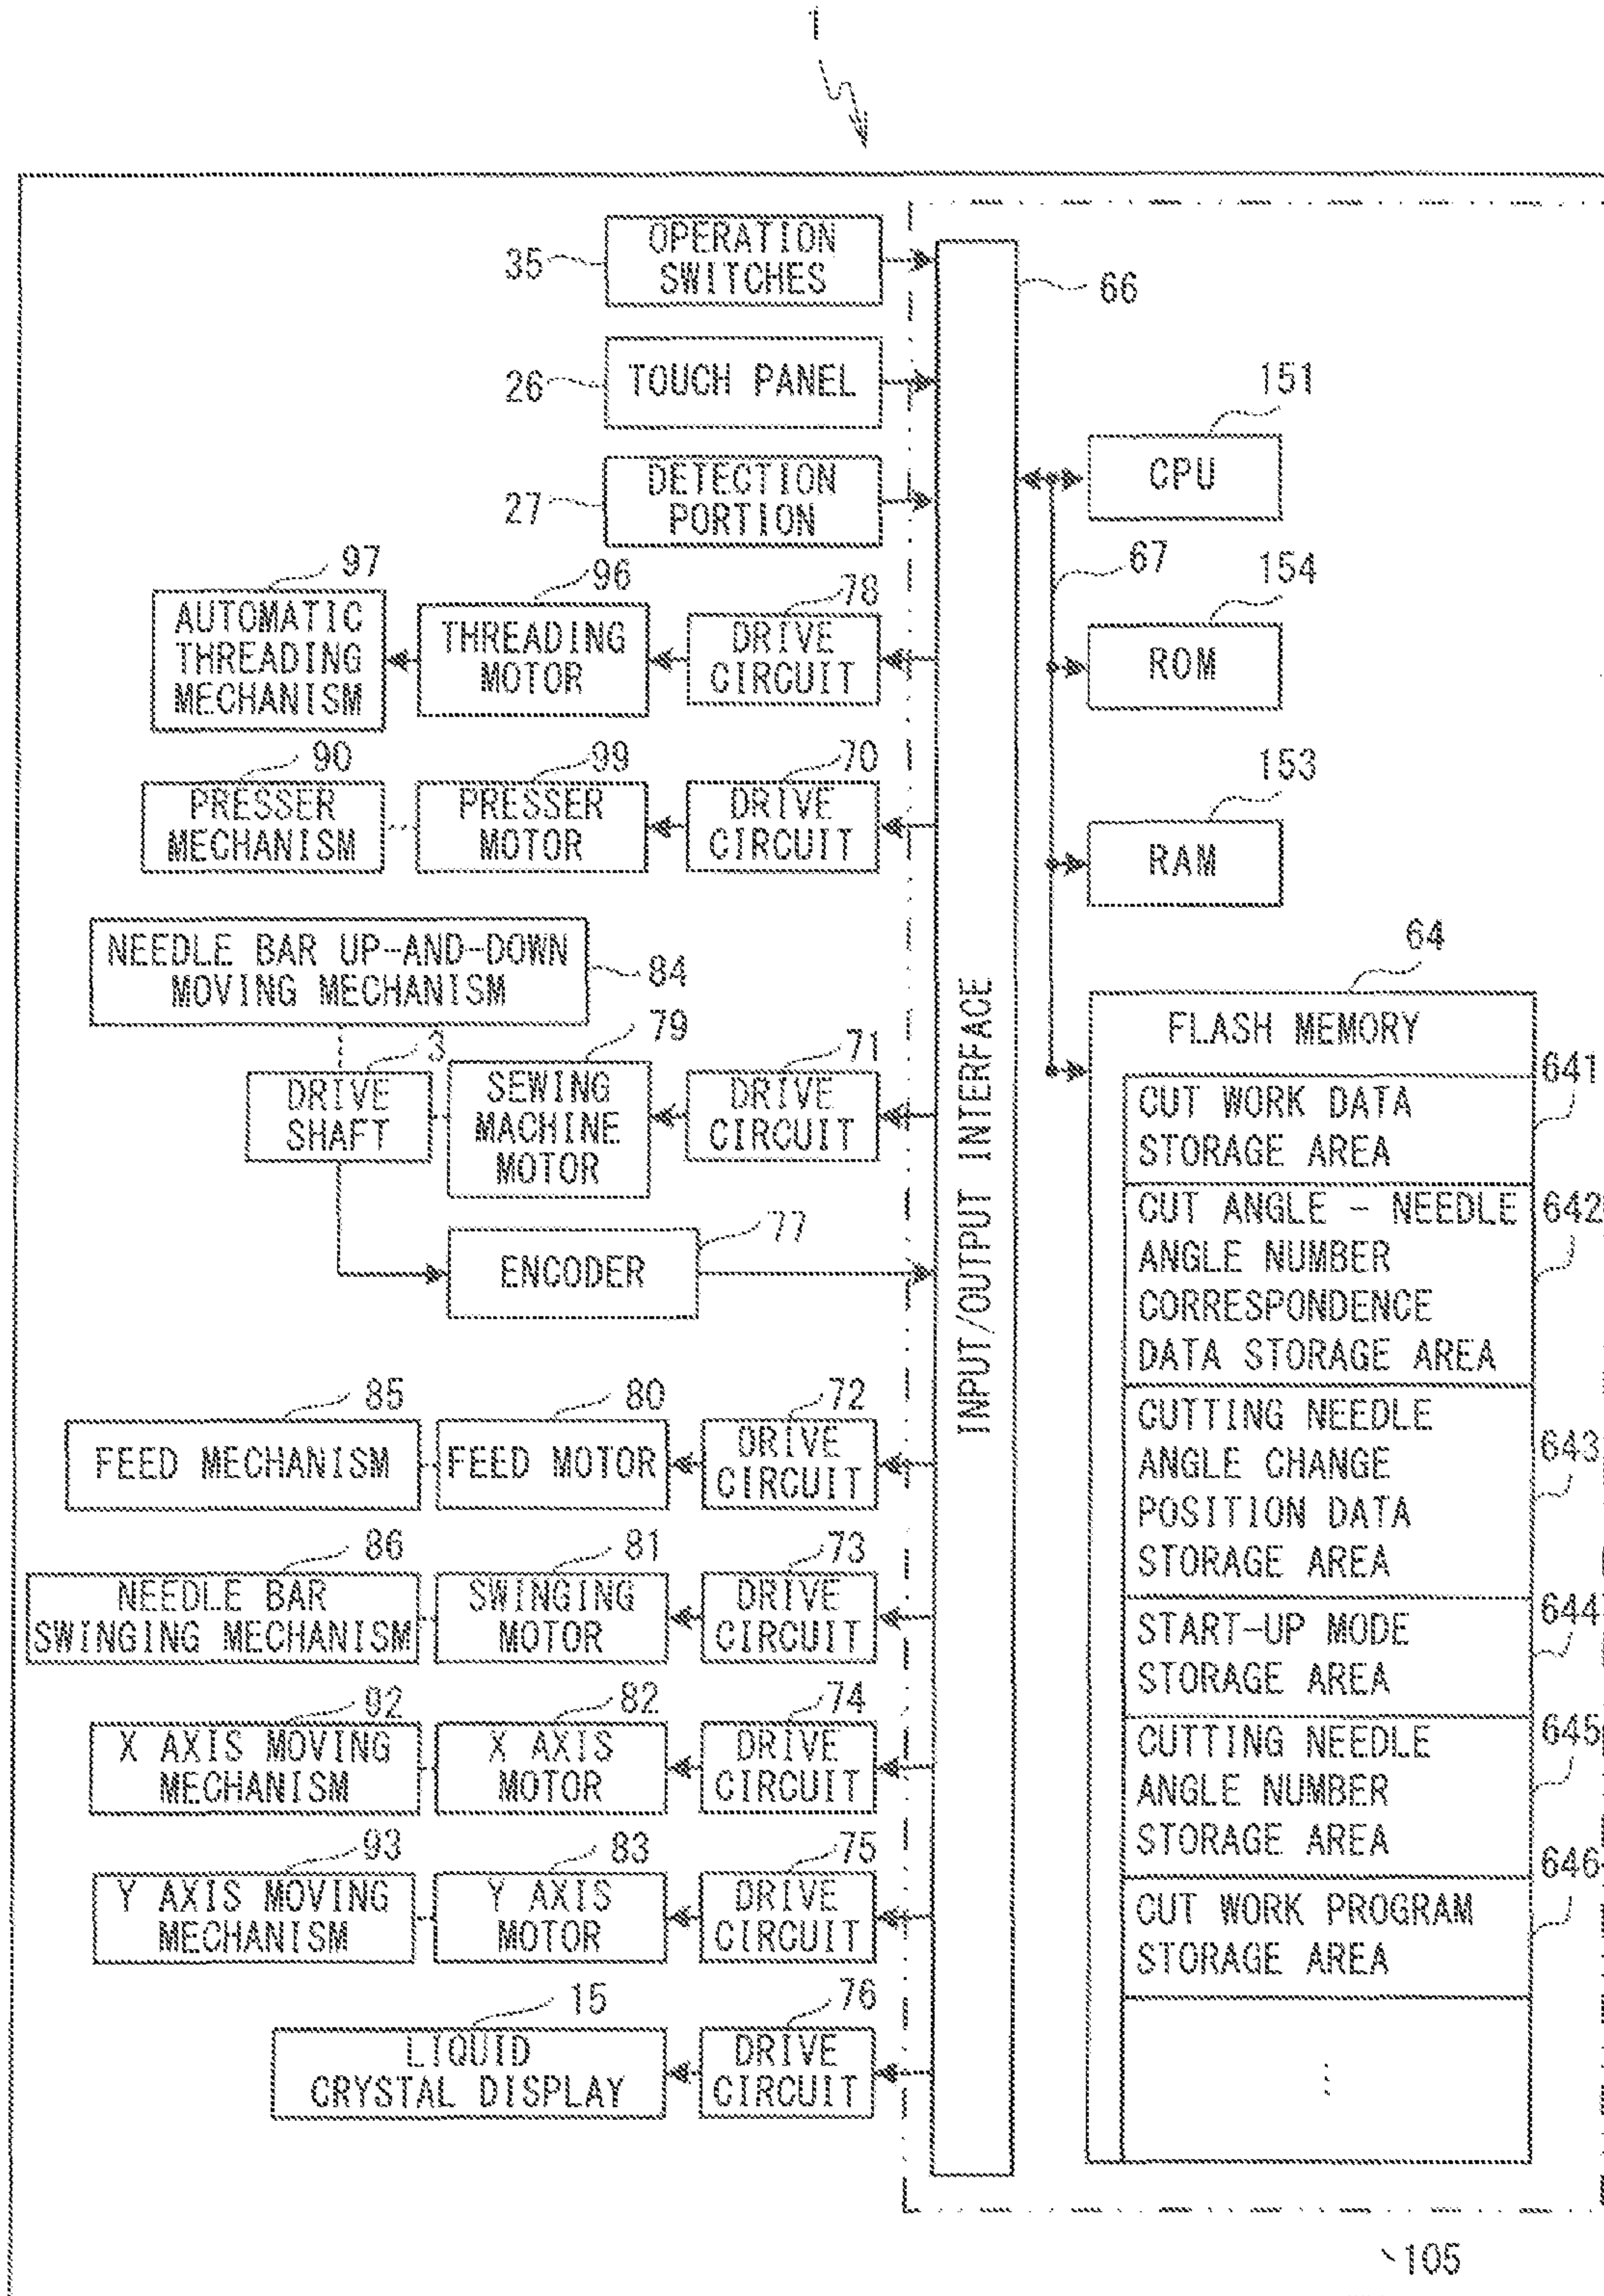 1
OPERATION
SWITCHES
35
66
TOUCH PANEL
26
151
CPU
DETECTION
PORTION
27
67
154
ROM
97
96
78
AUTOMATIC
THREADING
MECHANISM
THREADING
MOTOR
DRIVE
CIRCUIT
90
99
70
153
PRESSER
MECHANISM
PRESSER
MOTOR
DRIVE
CIRCUIT
RAM
NEEDLE BAR UP-AND-DOWN
MOVING MECHANISM
84
64
3
79
71
DRIVE
SHAFT
SEWING
MACHINE
MOTOR
DRIVE
CIRCUIT
77
ENCODER
INPUT/OUTPUT INTERFACE
FLASH MEMORY
641
CUT WORK DATA
STORAGE AREA
642
CUT ANGLE - NEEDLE
ANGLE NUMBER
CORRESPONDENCE
DATA STORAGE AREA
643
CUTTING NEEDLE
ANGLE CHANGE
POSITION DATA
STORAGE AREA
644
START-UP MODE
STORAGE AREA
645
CUTTING NEEDLE
ANGLE NUMBER
STORAGE AREA
646
CUT WORK PROGRAM
STORAGE AREA
85
80
72
FEED MECHANISM
FEED MOTOR
DRIVE
CIRCUIT
86
81
73
NEEDLE BAR
SWINGING MECHANISM
SWINGING
MOTOR
DRIVE
CIRCUIT
92
82
74
X AXIS MOVING
MECHANISM
X AXIS
MOTOR
DRIVE
CIRCUIT
93
83
75
Y AXIS MOVING
MECHANISM
Y AXIS
MOTOR
DRIVE
CIRCUIT
15
76
LIQUID
CRYSTAL DISPLAY
DRIVE
CIRCUIT
105